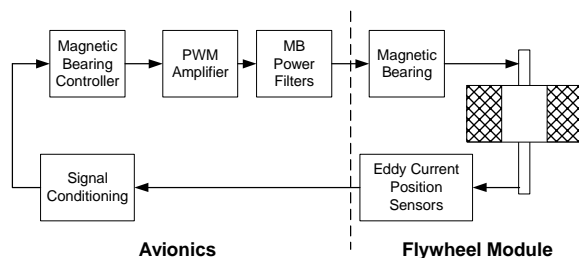 Magnetic
Bearing
Controller
PWM
Amplifier
MB
Power
Filters
Magnetic
Bearing
Signal
Conditioning
Eddy Current
Position
Sensors
Avionics
Flywheel Module